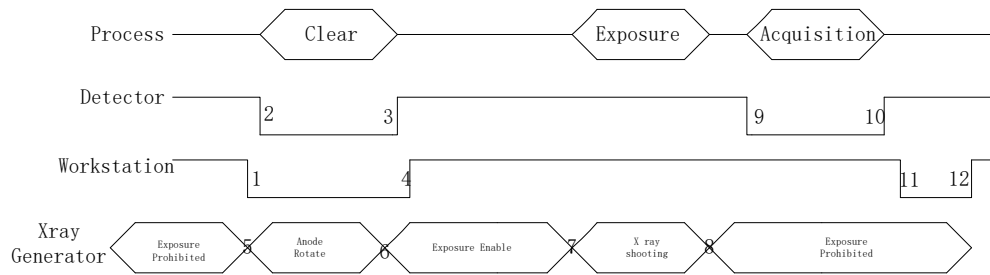 Process
Clear
Exposure
Acquisition
Detector
2
3
9
10
Workstation
1
4
11
12
Xray
Generator
Exposure
Prohibited
5
Anode
Rotate
6
Exposure Enable
7
X ray
shooting
8
Exposure
Prohibited